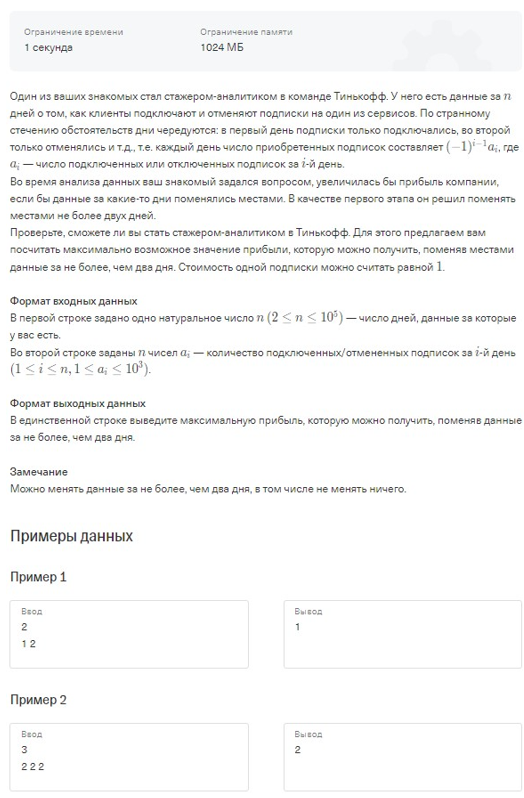 Ограничение времени
Ограничение памяти
1 секунда
1024 МБ
Один из ваших знакомых стал стажером-аналитиком в команде Тинькофф. У него есть данные за n
дней о том, как клиенты подключают и отменяют подписки на один из сервисов. По странному
стечению обстоятельств дни чередуются: в первый день подписки только подключались, во второй
только отменялись и т.д., т.е. каждый день число приобретенных подписок составляет (−1)^{i−1}a_i, где
a_i — число подключенных или отключенных подписок за i-й день.
Во время анализа данных ваш знакомый задался вопросом, увеличилась бы прибыль компании,
если бы данные за какие-то дни поменялись местами. В качестве первого этапа он решил поменять
местами не более двух дней.
Проверьте, сможете ли вы стать стажером-аналитиком в Тинькофф. Для этого предлагаем вам
посчитать максимально возможное значение прибыли, которую можно получить, поменяв местами
данные за не более, чем два дня. Стоимость одной подписки можно считать равной 1.
Формат входных данных
В первой строке задано одно натуральное число n (2 ≤ n ≤ 10^5) — число дней, данные за которые
у вас есть.
Во второй строке заданы n чисел a_i — количество подключенных/отмененных подписок за i-й день
(1 ≤ i ≤ n, 1 ≤ a_i ≤ 10^3).
Формат выходных данных
В единственной строке выведите максимальную прибыль, которую можно получить, поменяв данные
за не более, чем два дня.
Замечание
Можно менять данные за не более, чем два дня, в том числе не менять ничего.
Примеры данных
Пример 1
Ввод
2
1 2
Вывод
1
Пример 2
Ввод
3
2 2 2
Вывод
2